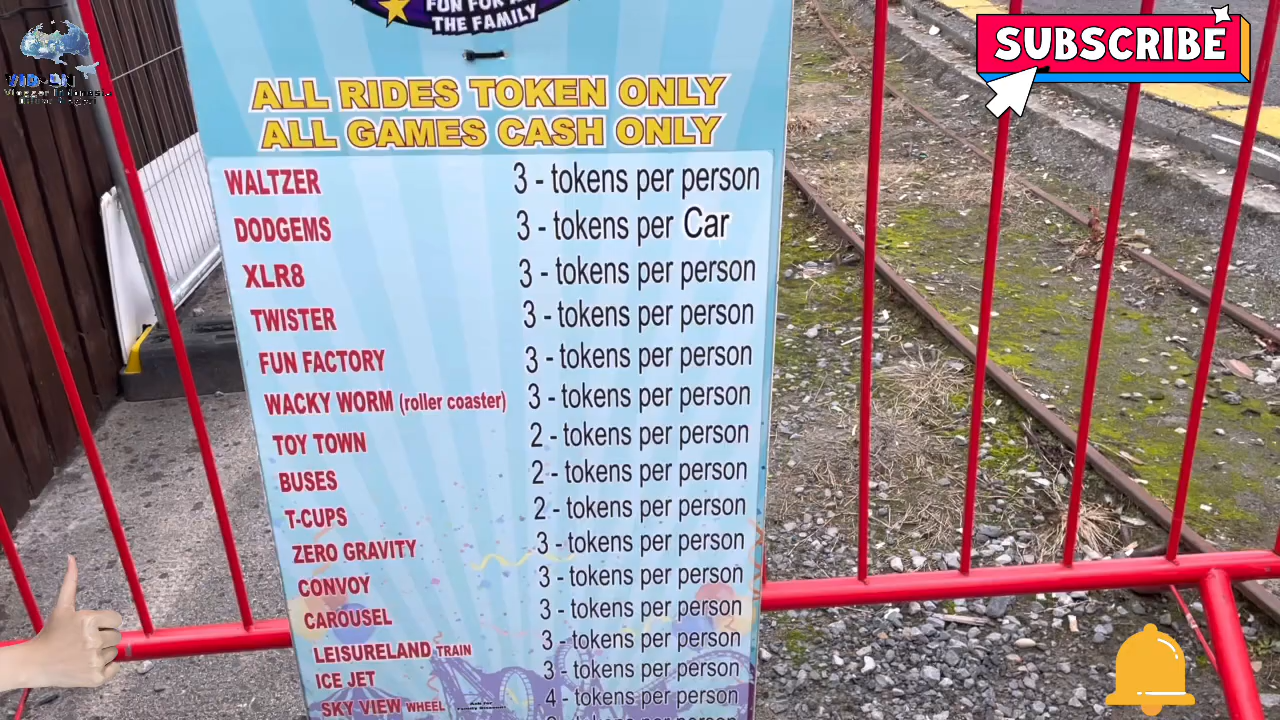 FUN FOR
THE FAMILY
SUBSCRIBE
ALL RIDES TOKEN ONLY
ALL GAMES CASH ONLY
WALTZER 3 - tokens per person
DODGEMS 3 - tokens per Car
XLR8 3 - tokens per person
TWISTER 3 - tokens per person
FUN FACTORY 3 - tokens per person
WACKY WORM (roller coaster) 3 - tokens per person
TOY TOWN 2 - tokens per person
BUSES 2 - tokens per person
T-CUPS 2 - tokens per person
ZERO GRAVITY 3 - tokens per person
CONVOY 3 - tokens per person
CAROUSEL 3 - tokens per person
LEISURELAND TRAIN 3 - tokens per person
ICE JET 3 - tokens per person
SKY VIEW WHEEL 4 - tokens per person